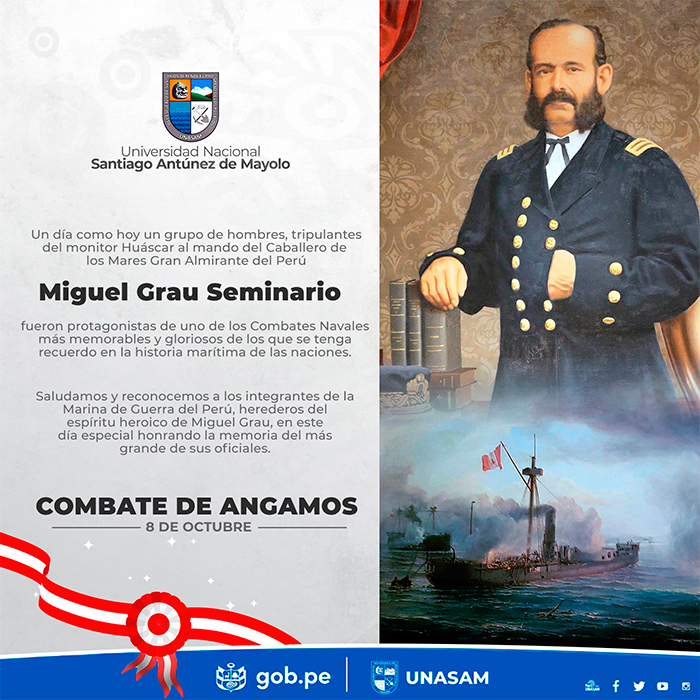 UNASAM
Universidad Nacional
Santiago Antúnez de Mayolo
Un día como hoy un grupo de hombres, tripulantes
del monitor Huáscar al mando del Caballero de
los Mares Gran Almirante del Perú
Miguel Grau Seminario
fueron protagonistas de uno de los Combates Navales
más memorables y gloriosos de los que se tenga
recuerdo en la historia marítima de las naciones.
Saludamos y reconocemos a los integrantes de la
Marina de Guerra del Perú, herederos del
espíritu heroico de Miguel Grau, en este
día especial honrando la memoria del más
grande de sus oficiales.
COMBATE DE ANGAMOS
8 DE OCTUBRE
gob.pe
UNASAM